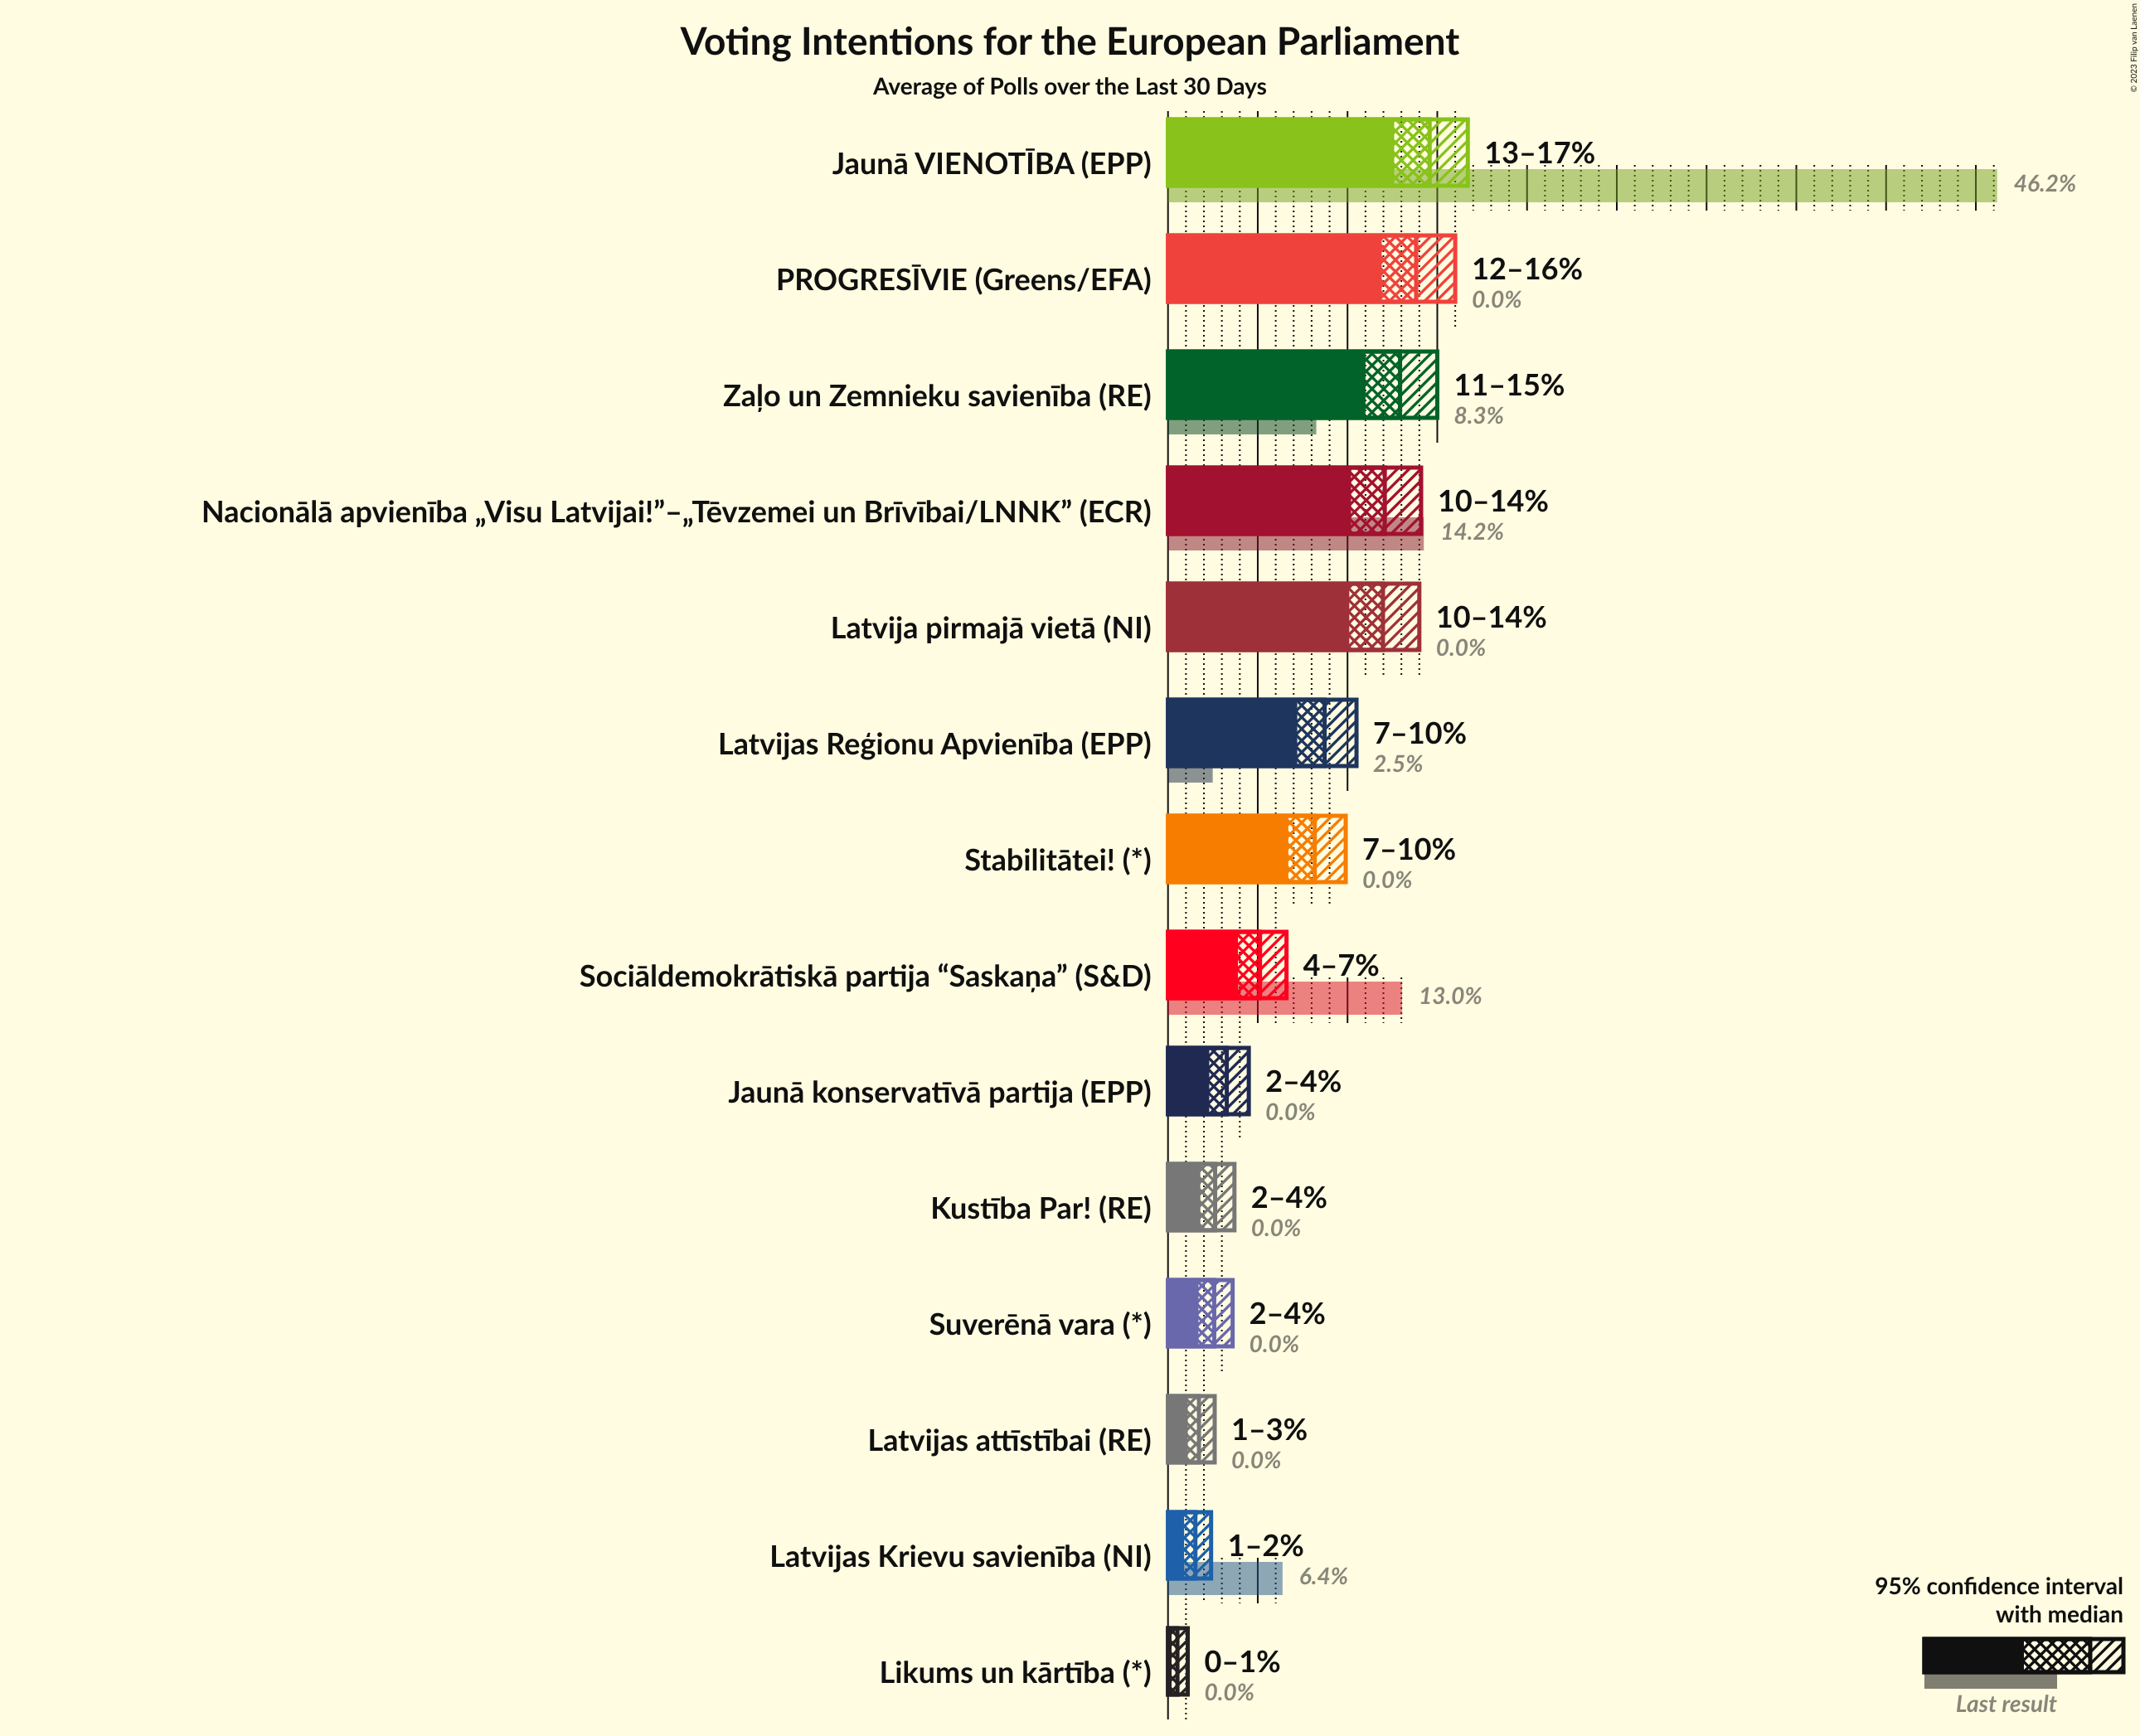 Voting Intentions for the European Parliament
Average of Polls over the Last 30 Days
© 2023 Filip van Laenen
Jaunā VIENOTĪBA (EPP)
13–17%
46.2%
PROGRESĪVIE (Greens/EFA)
12–16%
0.0%
Zaļo un Zemnieku savienība (RE)
11–15%
8.3%
Nacionālā apvienība „Visu Latvijai!”–„Tēvzemei un Brīvībai/LNNK” (ECR)
10–14%
14.2%
Latvija pirmajā vietā (NI)
10–14%
0.0%
Latvijas Reģionu Apvienība (EPP)
7–10%
2.5%
Stabilitātei! (*)
7–10%
0.0%
Sociāldemokrātiskā partija “Saskaņa” (S&D)
4–7%
13.0%
Jaunā konservatīvā partija (EPP)
2–4%
0.0%
Kustība Par! (RE)
2–4%
0.0%
Suverēnā vara (*)
2–4%
0.0%
Latvijas attīstībai (RE)
1–3%
0.0%
Latvijas Krievu savienība (NI)
1–2%
6.4%
Likums un kārtība (*)
0–1%
0.0%
95% confidence interval
with median
Last result